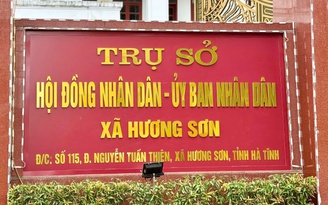 TRỤ SỞ
HỘI ĐỒNG NHÂN DÂN - ỦY BAN NHÂN DÂN
XÃ HƯƠNG SƠN
Đ/C: SỐ 115, Đ. NGUYỄN TUẤN THIỆN, XÃ HƯƠNG SƠN, TỈNH HÀ TĨNH